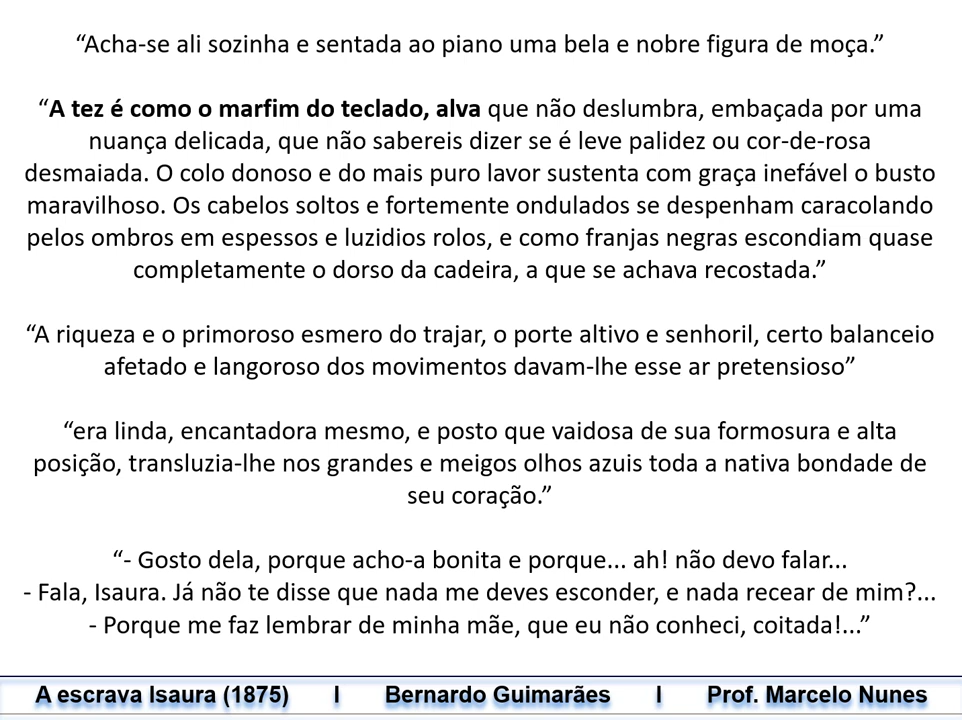 “Acha-se ali sozinha e sentada ao piano uma bela e nobre figura de moça.”
“A tez é como o marfim do teclado, alva que não deslumbra, embaçada por uma
nuança delicada, que não sabereis dizer se é leve palidez ou cor-de-rosa
desmaiada. O colo donoso e do mais puro lavor sustenta com graça inefável o busto
maravilhoso. Os cabelos soltos e fortemente ondulados se despenham caracolando
pelos ombros em espessos e luzidios rolos, e como franjas negras escondiam quase
completamente o dorso da cadeira, a que se achava recostada.”
“A riqueza e o primoroso esmero do trajar, o porte altivo e senhoril, certo balanceio
afetado e langoroso dos movimentos davam-lhe esse ar pretensioso”
“era linda, encantadora mesmo, e posto que vaidosa de sua formosura e alta
posição, transluzia-lhe nos grandes e meigos olhos azuis toda a nativa bondade de
seu coração.”
“- Gosto dela, porque acho-a bonita e porque... ah! não devo falar...
- Fala, Isaura. Já não te disse que nada me deves esconder, e nada recear de mim?...
- Porque me faz lembrar de minha mãe, que eu não conheci, coitada!...”
A escrava Isaura (1875) I Bernardo Guimarães I Prof. Marcelo Nunes